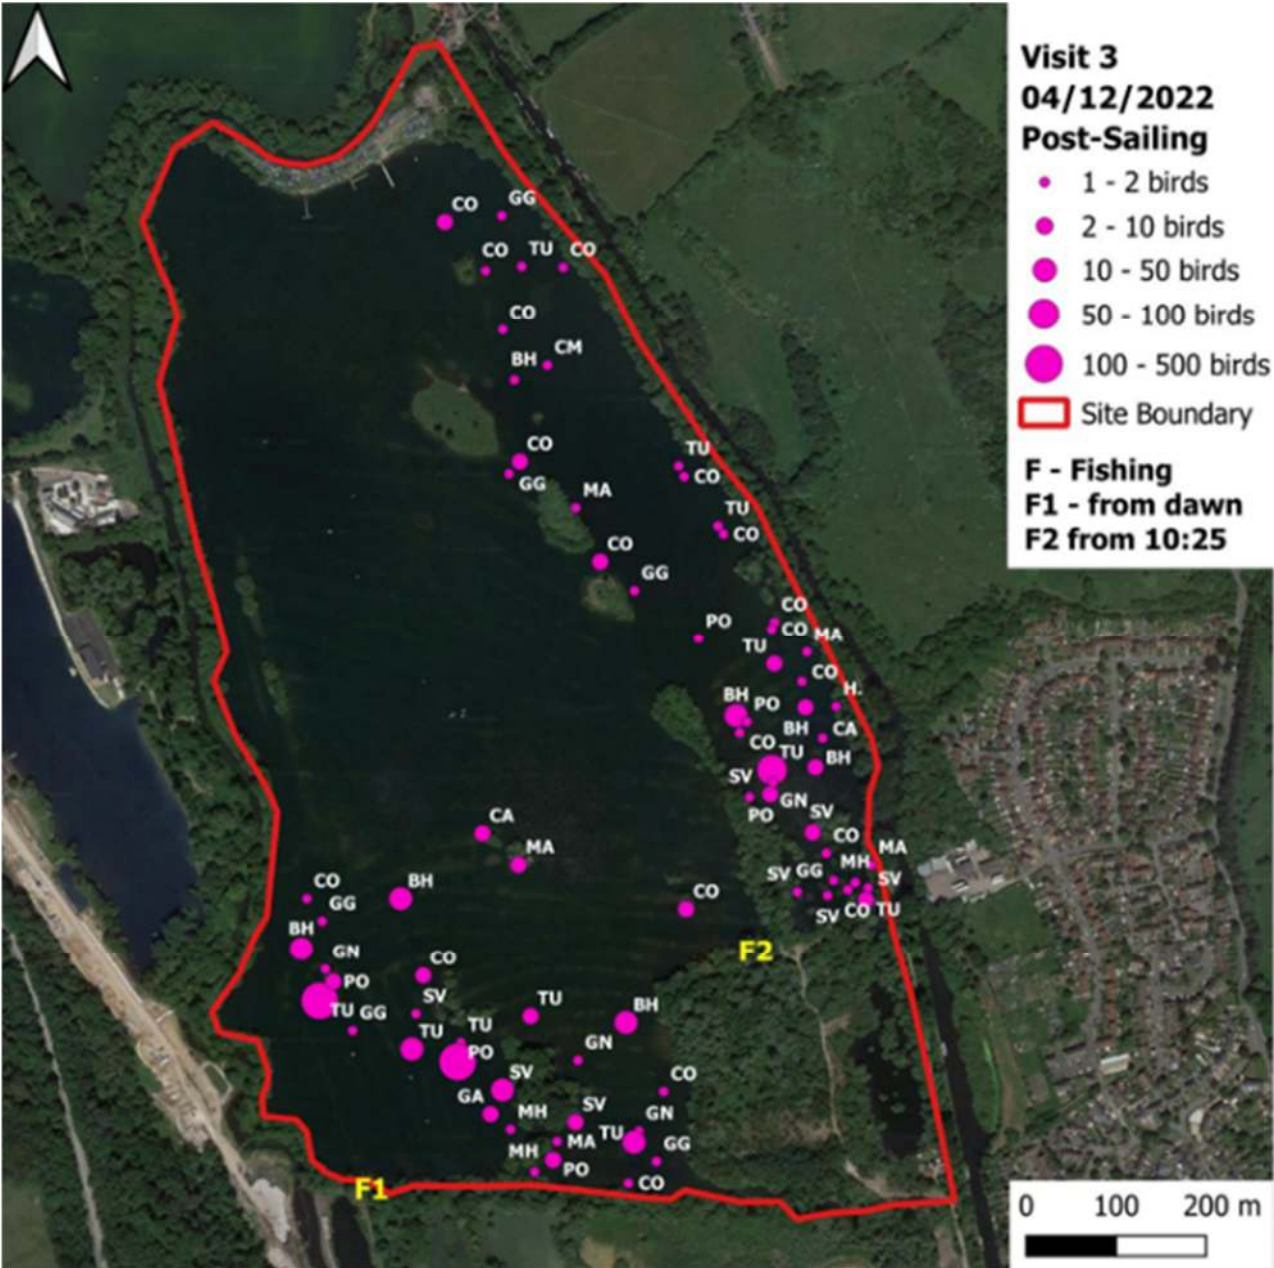 Visit 3
04/12/2022
Post-Sailing
1 - 2 birds
2 - 10 birds
10 - 50 birds
50 - 100 birds
100 - 500 birds
Site Boundary
F - Fishing
F1 - from dawn
F2 from 10:25
CO GG
CO TU CO
CO
BH CM
CO
GG
MA
TU
CO
TU
CO
CO
GG
CO
PO
CO
MA
TU
CO
H.
BH PO
BH CA
CO
TU
BH
SV
GN
PO
SV
CA
CO
MA
MA
MH
SV GG
SV
CO
GG
BH
CO
SV CO TU
BH
GN
F2
CO
PO
SV
TU GG
TU
BH
TU TU
PO
GN
SV
CO
GA
MH
SV
GN
TU
MA
GG
MH
PO
CO
F1
0 100 200 m